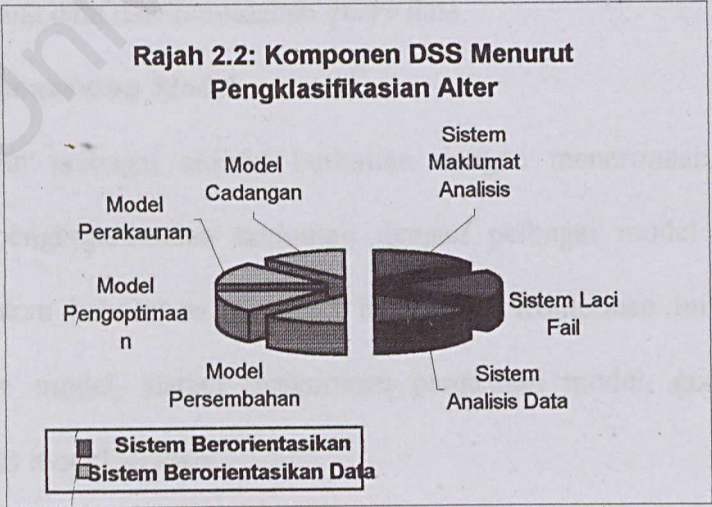 Rajah 2.2: Komponen DSS Menurut
Pengklasifikasian Alter
Sistem
Maklumat
Analisis
Model
Cadangan
Model
Perakaunan
Model
Pengoptimaa
n
Sistem Laci
Fail
Model
Persembahan
Sistem
Analisis Data
Sistem Berorientasikan
Sistem Berorientasikan Data